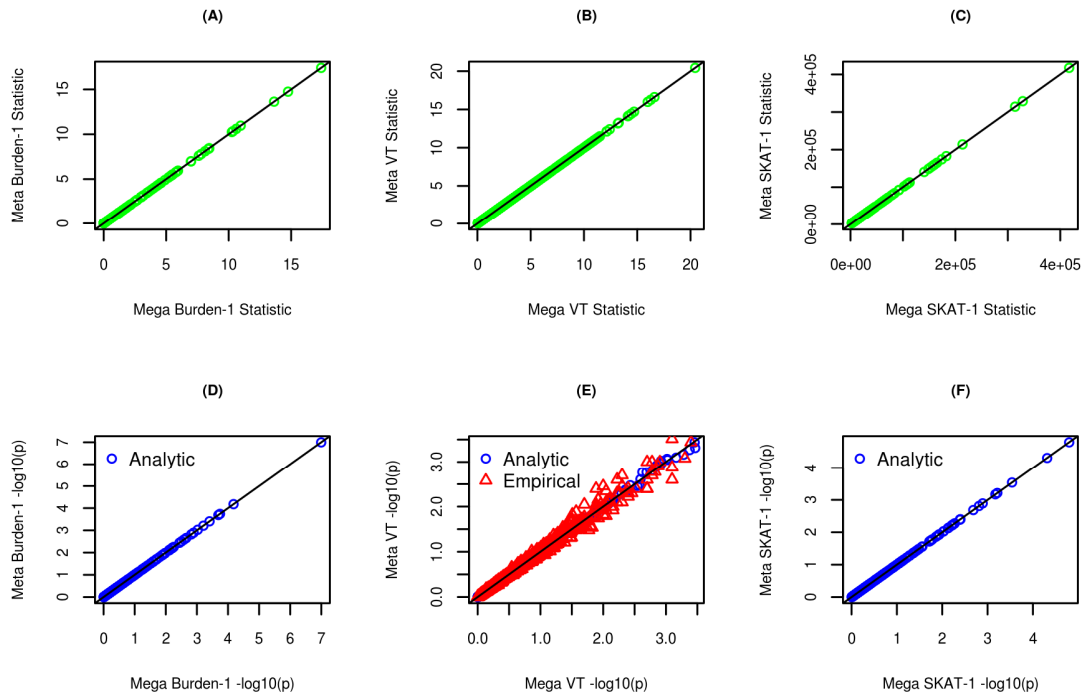 (A)
Meta Burden-1 Statistic
0 5 10 15
0 5 10 15
Mega Burden-1 Statistic
(B)
Meta VT Statistic
0 5 10 15 20
0 5 10 15 20
Mega VT Statistic
(C)
Meta SKAT-1 Statistic
0e+00 2e+05 4e+05
0e+00 2e+05 4e+05
Mega SKAT-1 Statistic
(D)
Meta Burden-1 -log10(p)
0 1 2 3 4 5 6 7
Analytic
0 1 2 3 4 5 6 7
Mega Burden-1 -log10(p)
(E)
Meta VT -log10(p)
0.0 1.0 2.0 3.0
Analytic
Empirical
0.0 1.0 2.0 3.0
Mega VT -log10(p)
(F)
Meta SKAT-1 -log10(p)
0 1 2 3 4
Analytic
0 1 2 3 4
Mega SKAT-1 -log10(p)